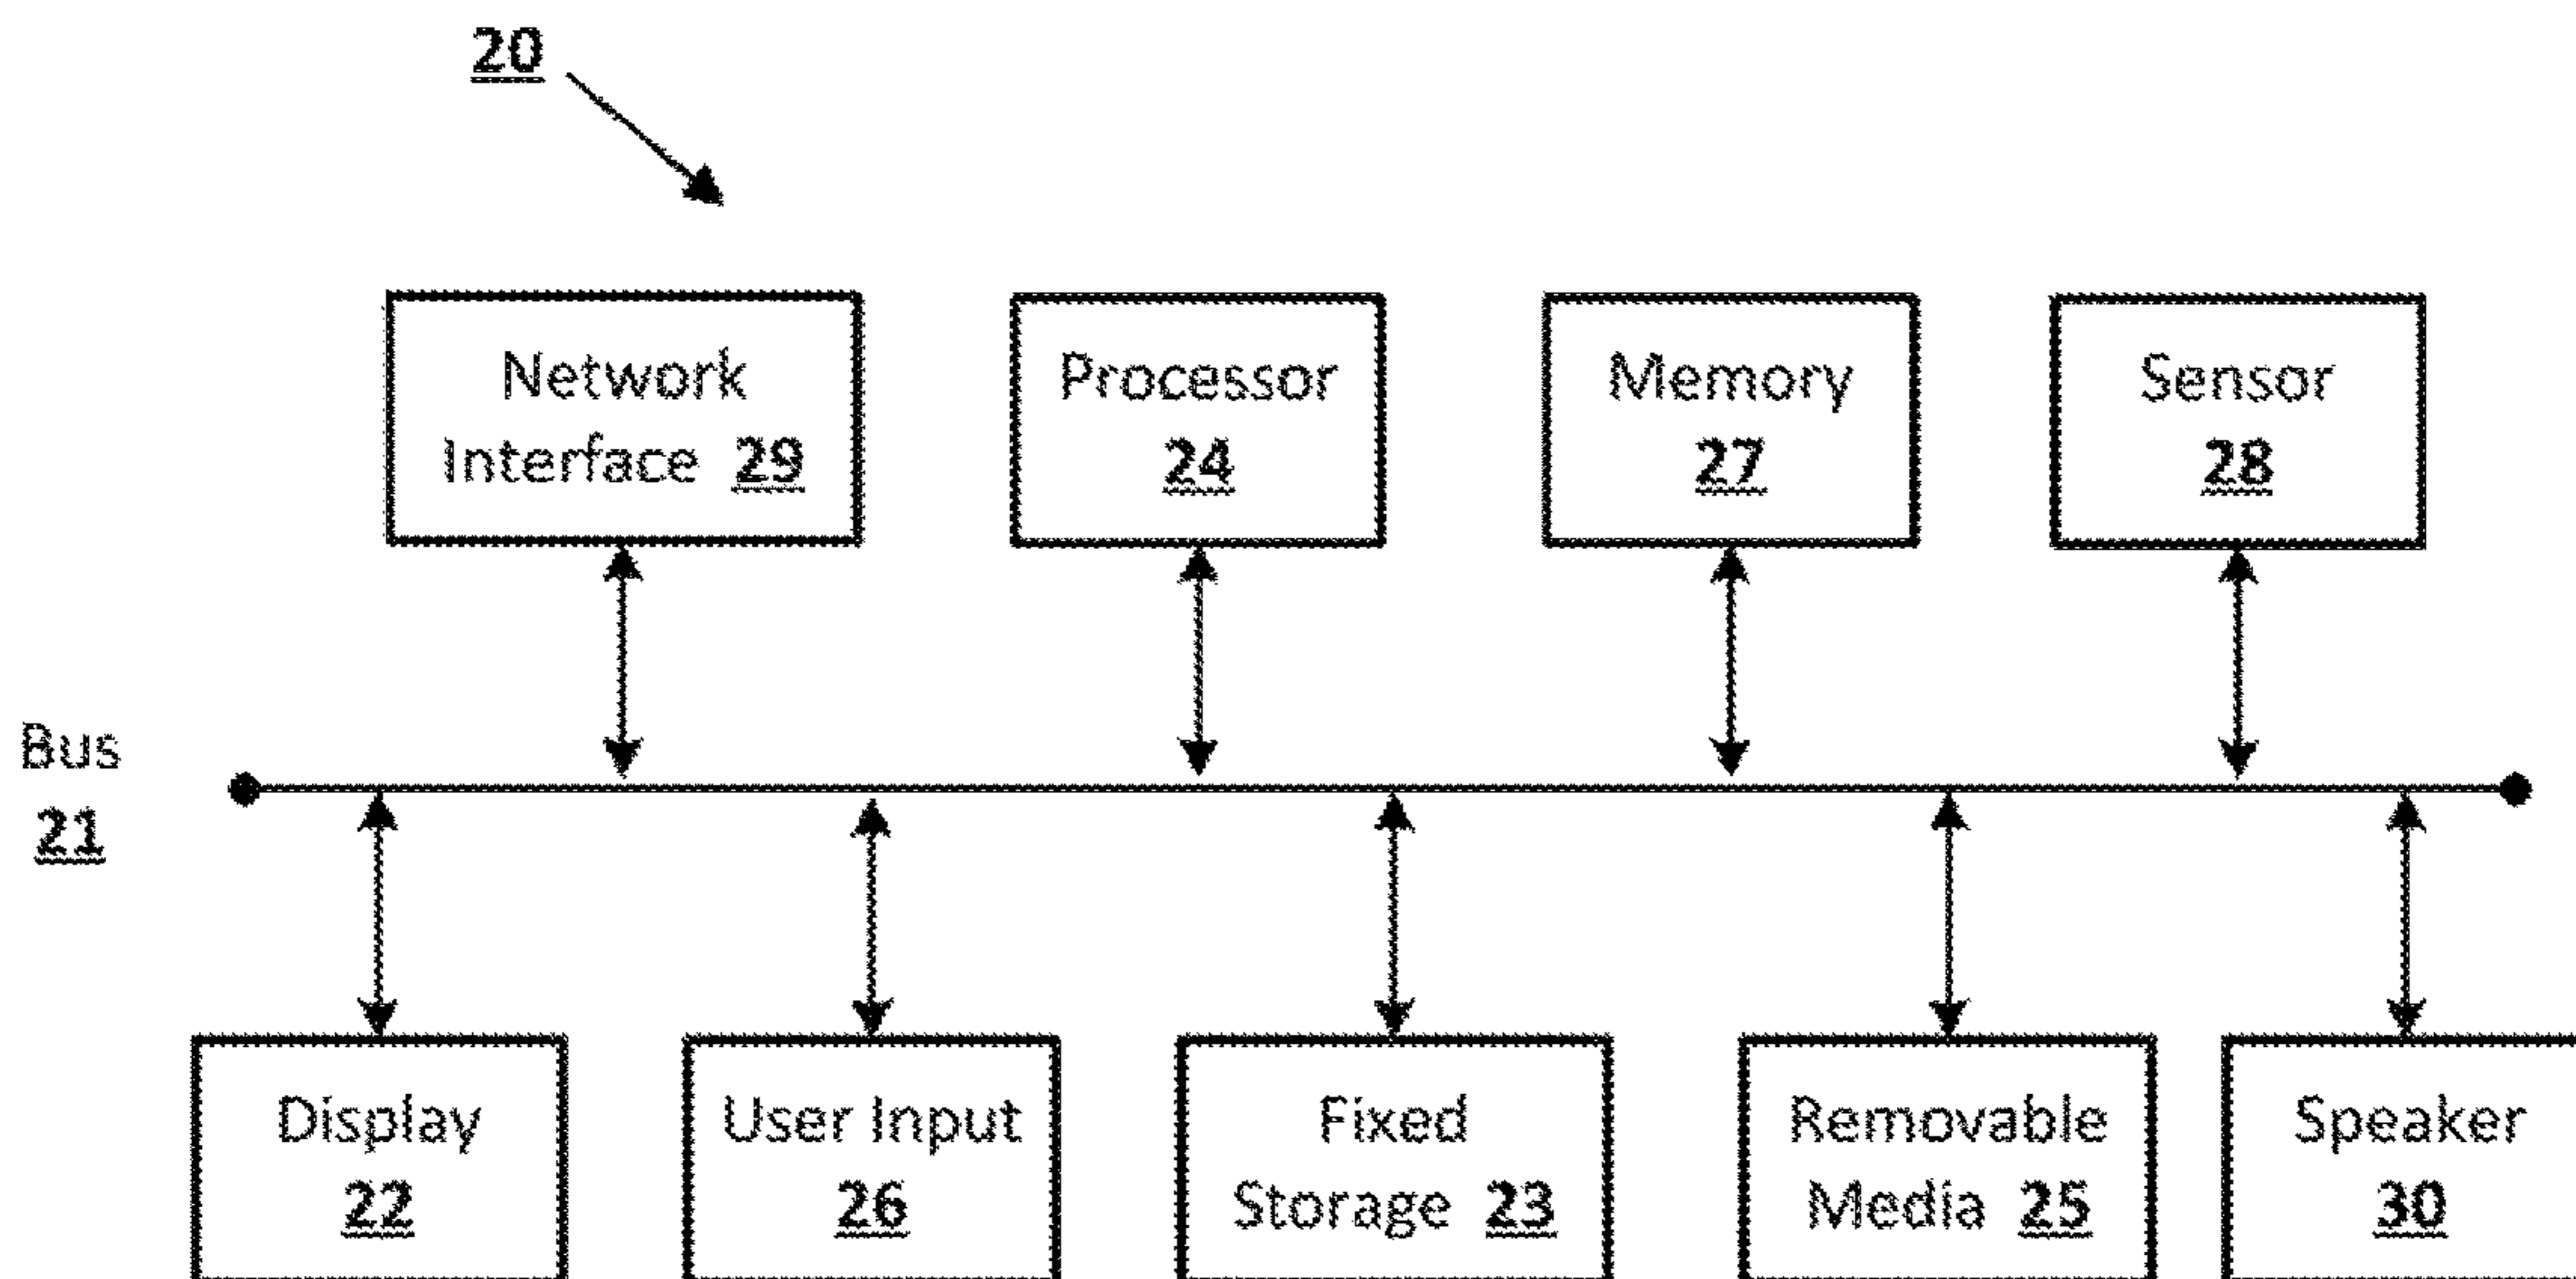 20
Network
Interface 29
Processor
24
Memory
27
Sensor
28
Bus
21
Display
22
User Input
26
Fixed
Storage 23
Removable
Media 25
Speaker
30